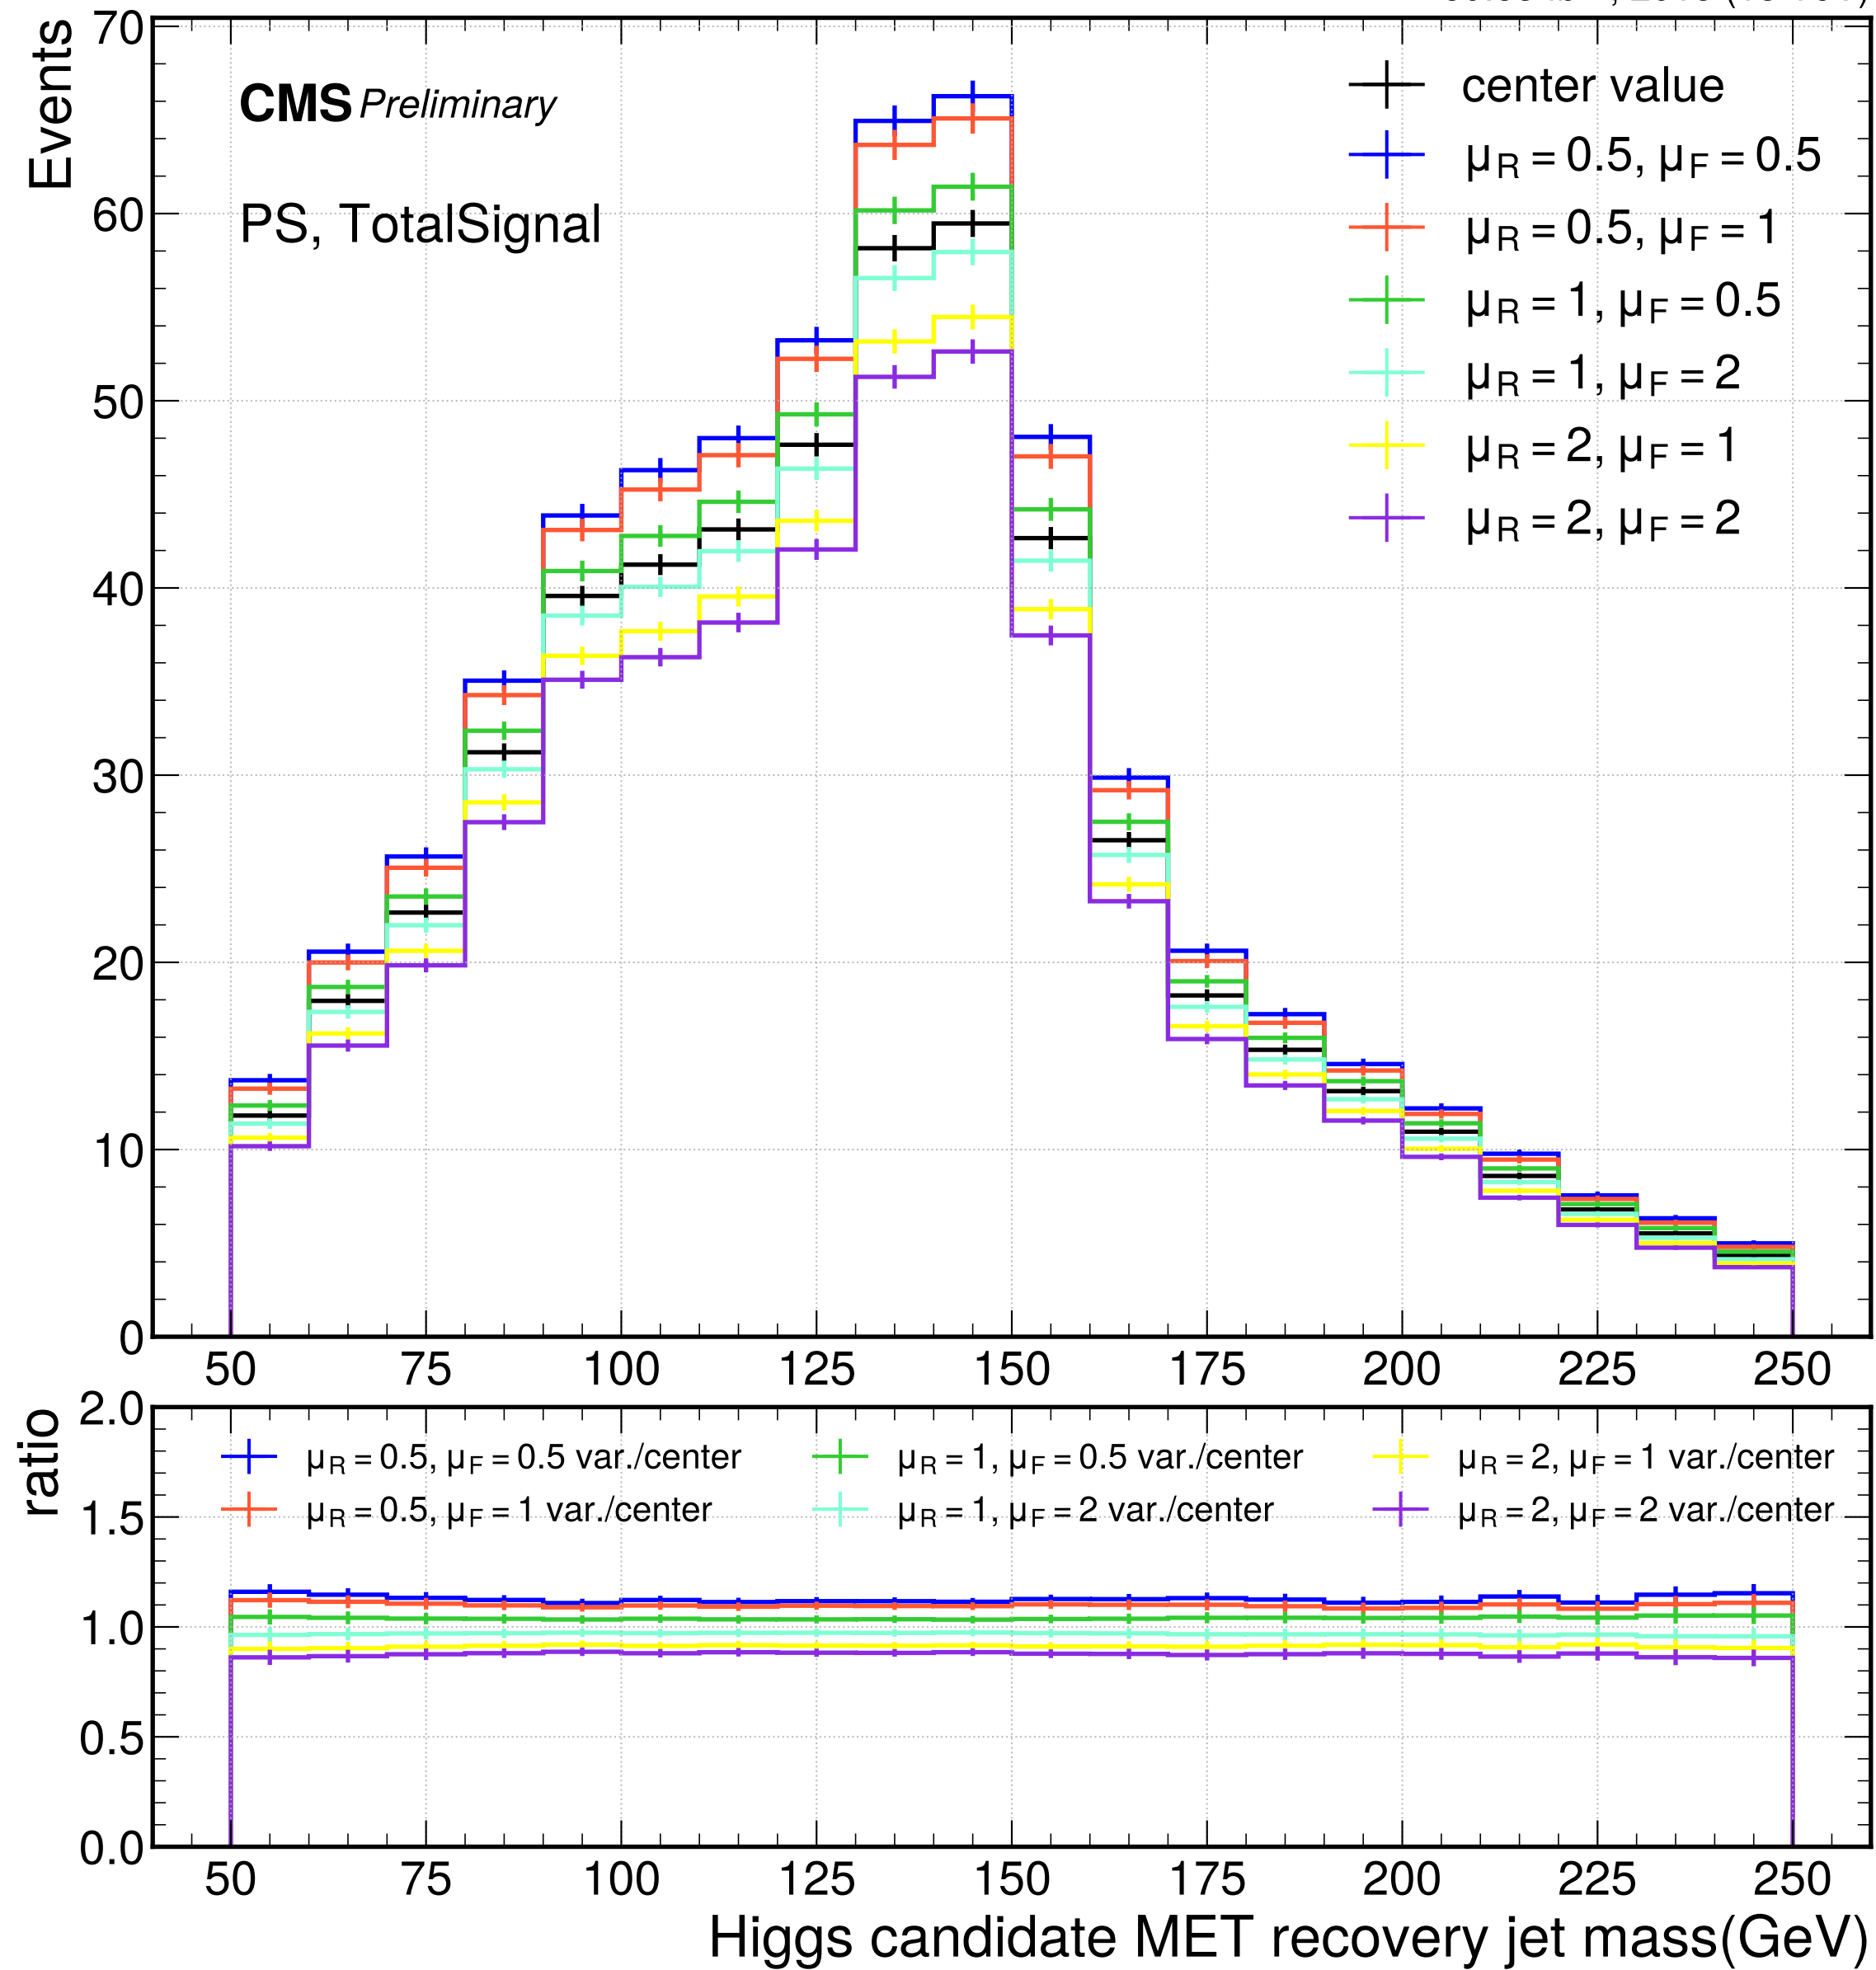 Events
CMS Preliminary
PS, TotalSignal
center value
μR = 0.5, μF = 0.5
μR = 0.5, μF = 1
μR = 1, μF = 0.5
μR = 1, μF = 2
μR = 2, μF = 1
μR = 2, μF = 2
70
60
50
40
30
20
10
0
50 75 100 125 150 175 200 225 250
ratio
2.0
1.5
1.0
0.5
0.0
μR = 0.5, μF = 0.5 var./center
μR = 0.5, μF = 1 var./center
μR = 1, μF = 0.5 var./center
μR = 1, μF = 2 var./center
μR = 2, μF = 1 var./center
μR = 2, μF = 2 var./center
50 75 100 125 150 175 200 225 250
Higgs candidate MET recovery jet mass(GeV)